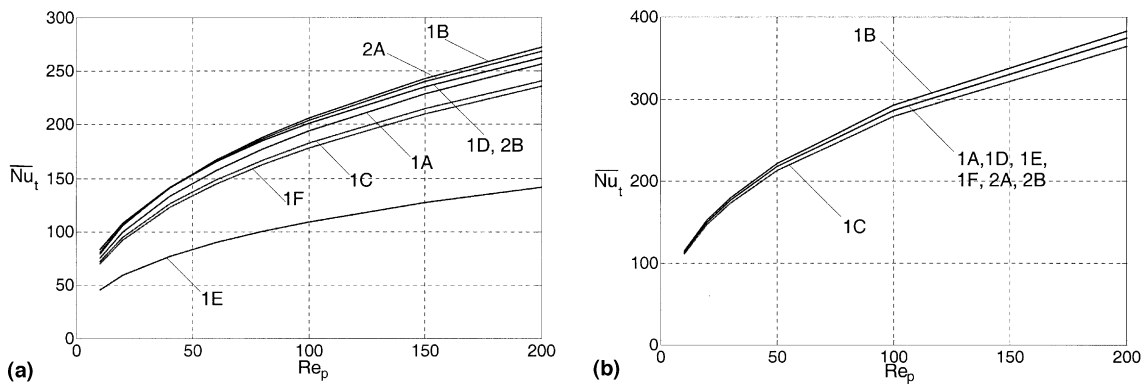 300
250
200
150
100
50
0
Nu_t
1B
2A
1D, 2B
1A
1C
1F
1E
0 50 100 150 200
Re_p
(a)
400
300
200
100
0
Nu_t
1B
1A,1D, 1E,
1F, 2A, 2B
1C
0 50 100 150 200
Re_p
(b)